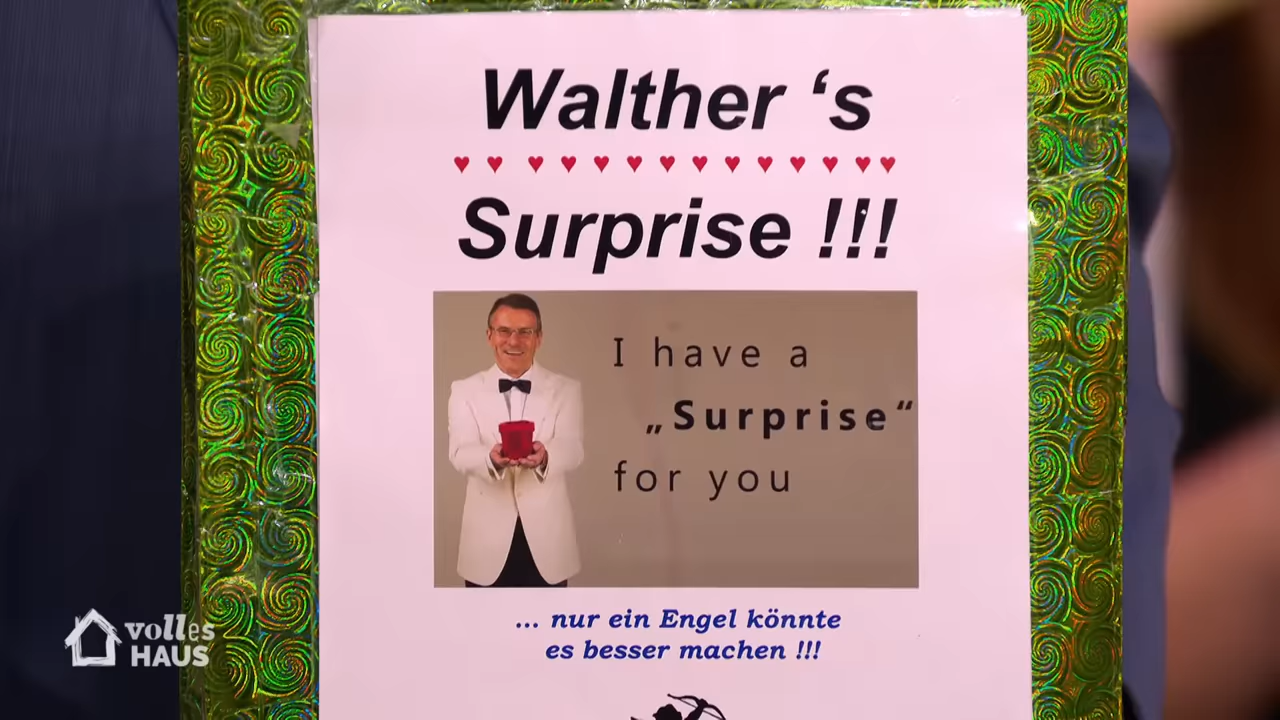 Walther ‘s
♥ ♥ ♥ ♥ ♥ ♥ ♥ ♥ ♥ ♥ ♥ ♥ ♥ ♥
Surprise !!!
I have a
„Surprise“
for you
... nur ein Engel könnte
es besser machen !!!
volles
HAUS